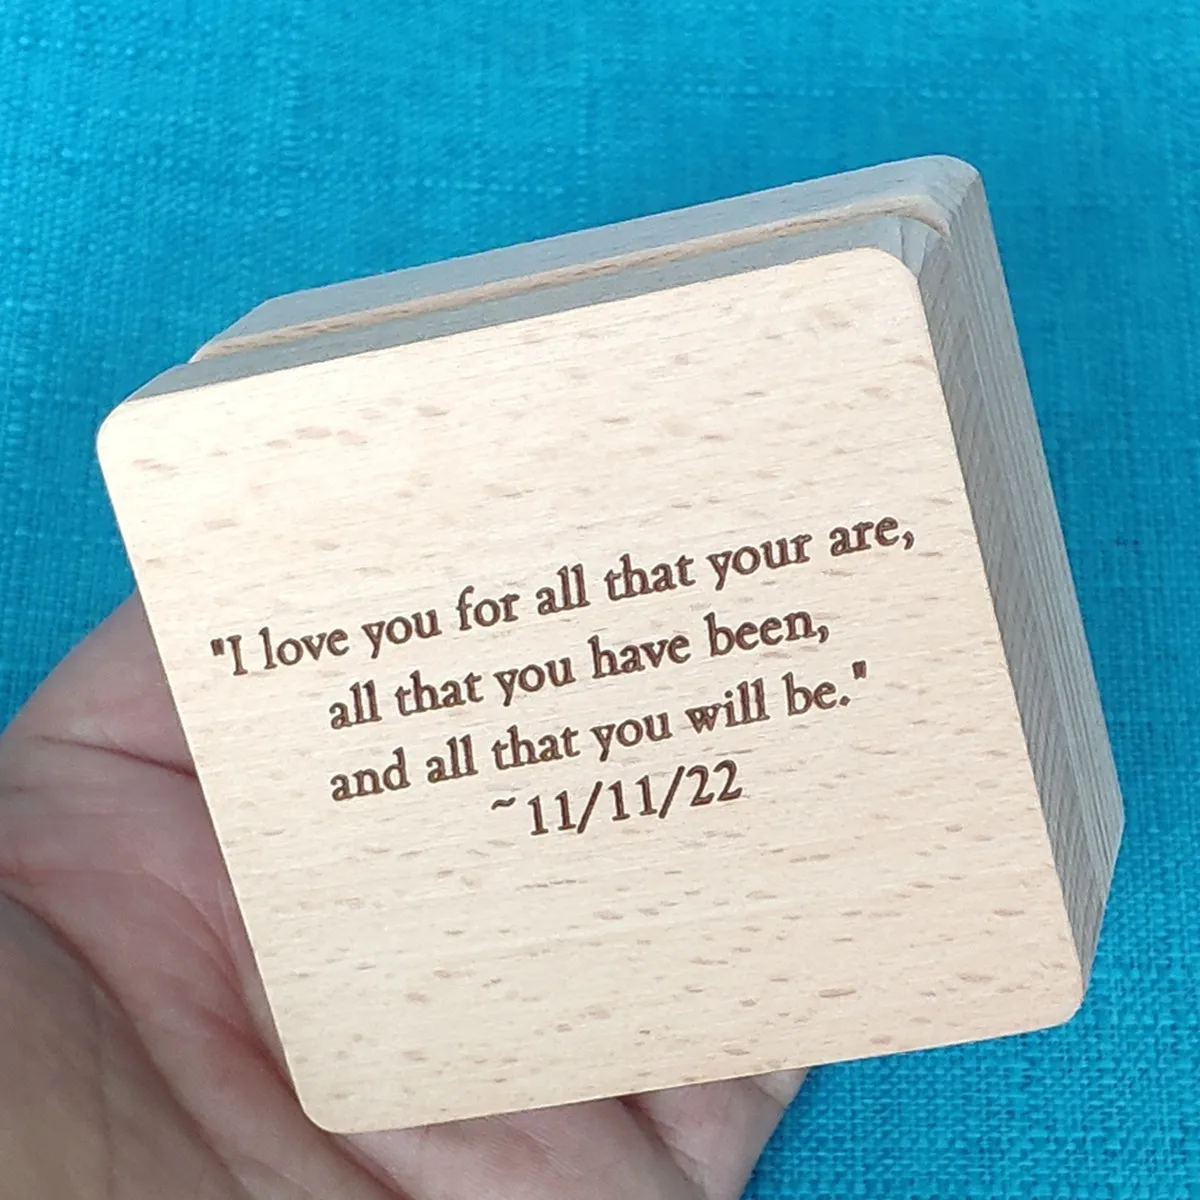 "I love you for all that your are,
all that you have been,
and all that you will be."
~11/11/22